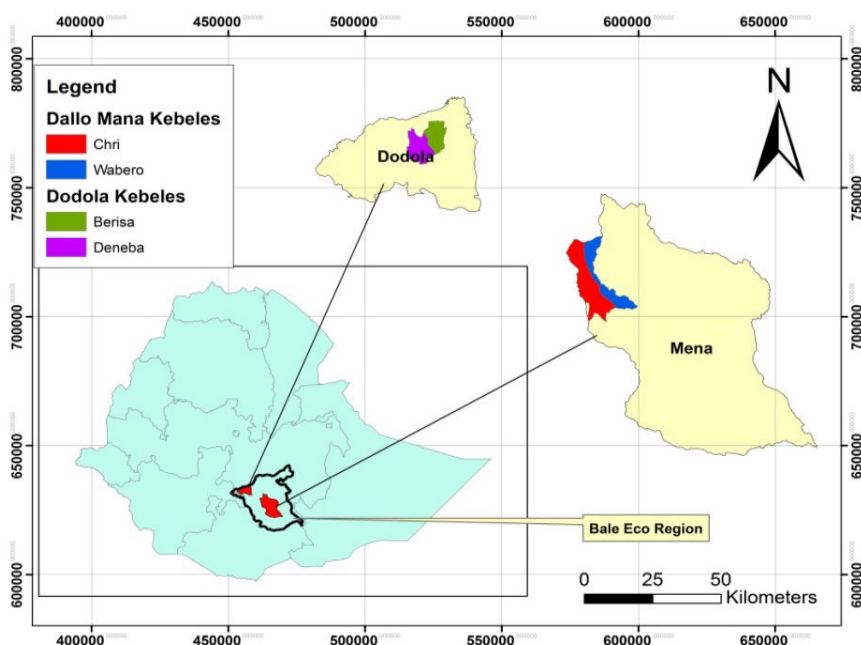 400000 450000 500000 550000 600000 650000
800000
750000
700000
650000
600000
Legend
Dallo Mana Kebeles
Chri
Wabero
Dodola Kebeles
Berisa
Deneba
Dodola
N
Mena
Bale Eco Region
0 25 50
Kilometers
800000
750000
700000
650000
600000
400000 450000 500000 550000 600000 650000